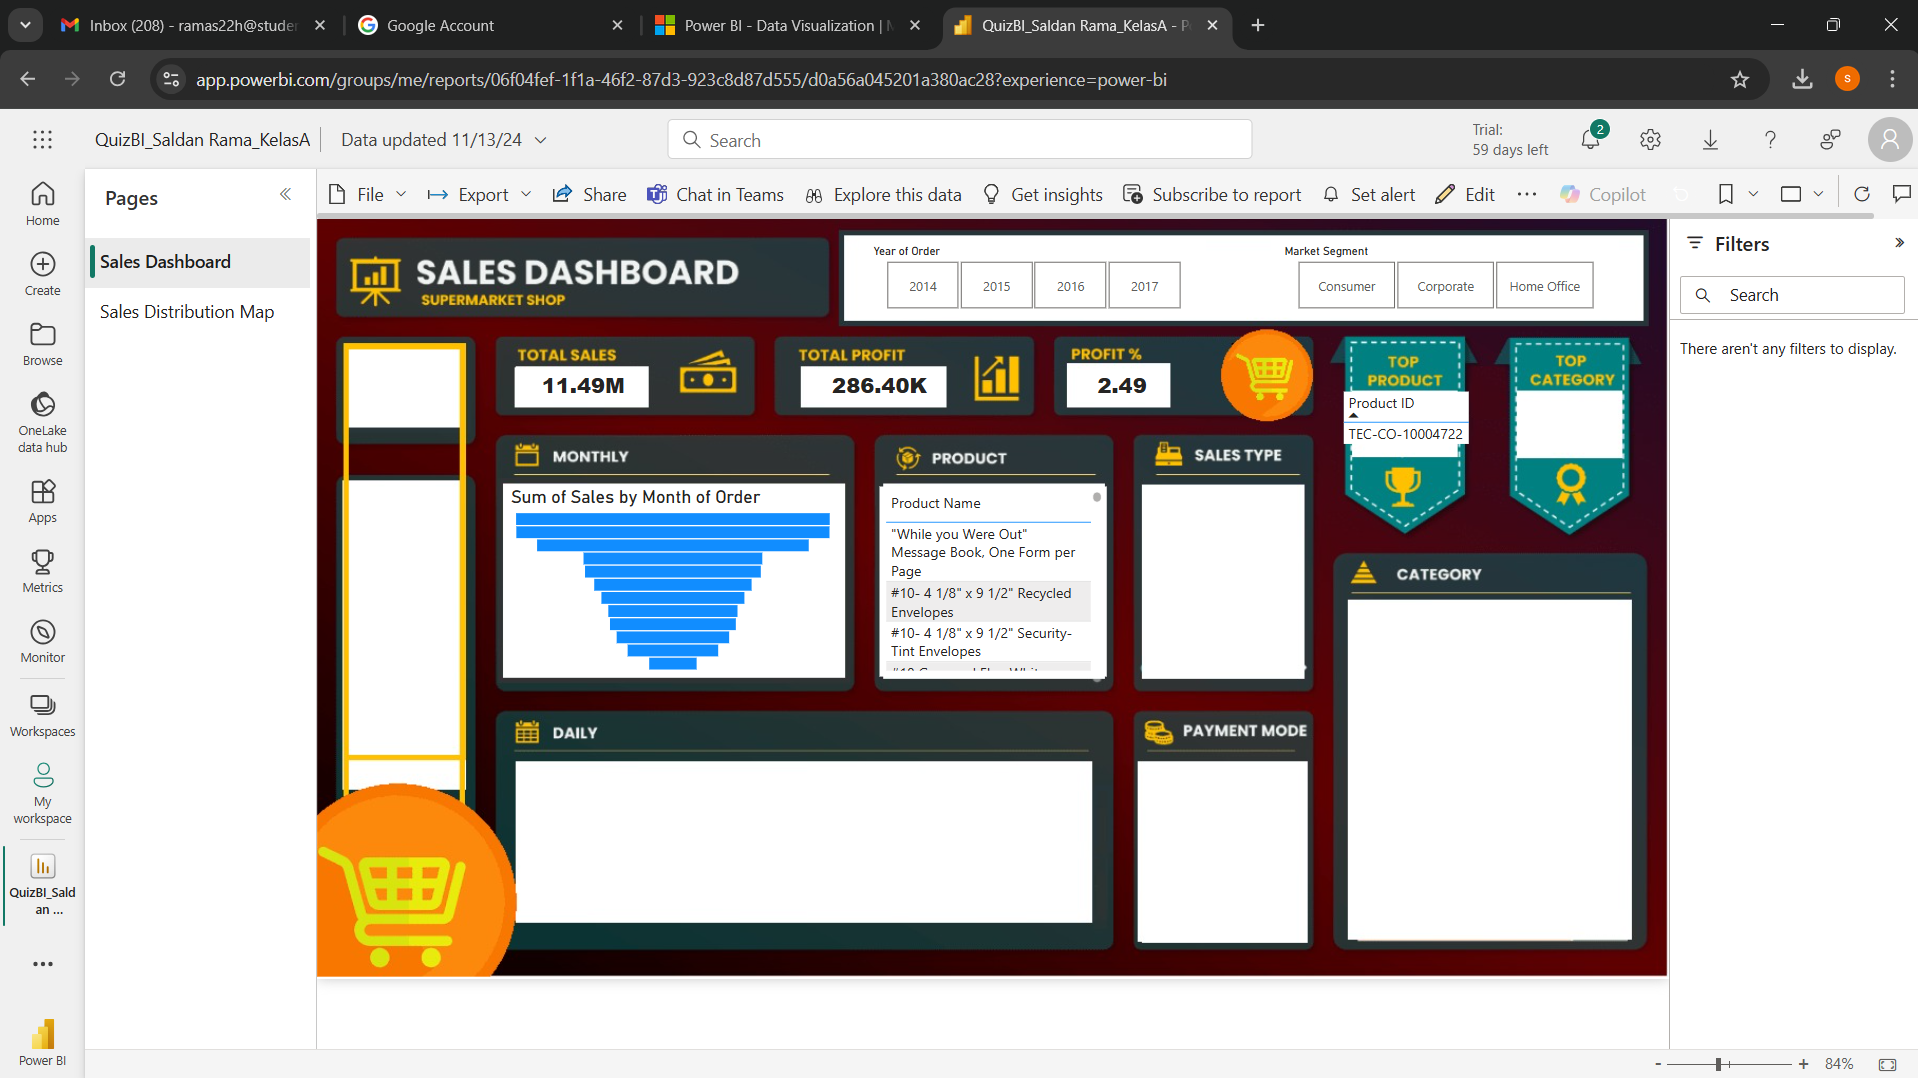 Inbox (208) - ramas22h@studer
Google Account
Power BI - Data Visualization | M
QuizBI_Saldan Rama_KelasA - P
app.powerbi.com/groups/me/reports/06f04fef-1f1a-46f2-87d3-923c8d87d555/d0a56a045201a380ac28?experience=power-bi
S
QuizBI_Saldan Rama_KelasA
Data updated 11/13/24
Search
Trial:
59 days left
2
File
Export
Share
Chat in Teams
Explore this data
Get insights
Subscribe to report
Set alert
Edit
Copilot
Home
Create
Browse
OneLake
data hub
Apps
Metrics
Monitor
Workspaces
My
workspace
QuizBI_Sald
an ...
Power BI
Pages
Sales Dashboard
Sales Distribution Map
SALES DASHBOARD
SUPERMARKET SHOP
Year of Order
2014
2015
2016
2017
Market Segment
Consumer
Corporate
Home Office
TOTAL SALES
11.49M
TOTAL PROFIT
286.40K
PROFIT %
2.49
TOP
PRODUCT
Product ID
TEC-CO-10004722
TOP
CATEGORY
MONTHLY
Sum of Sales by Month of Order
PRODUCT
Product Name
"While you Were Out"
Message Book, One Form per
Page
#10- 4 1/8" x 9 1/2" Recycled
Envelopes
#10- 4 1/8" x 9 1/2" Security-
Tint Envelopes
SALES TYPE
CATEGORY
DAILY
PAYMENT MODE
Filters
Search
There aren't any filters to display.
- + 84%